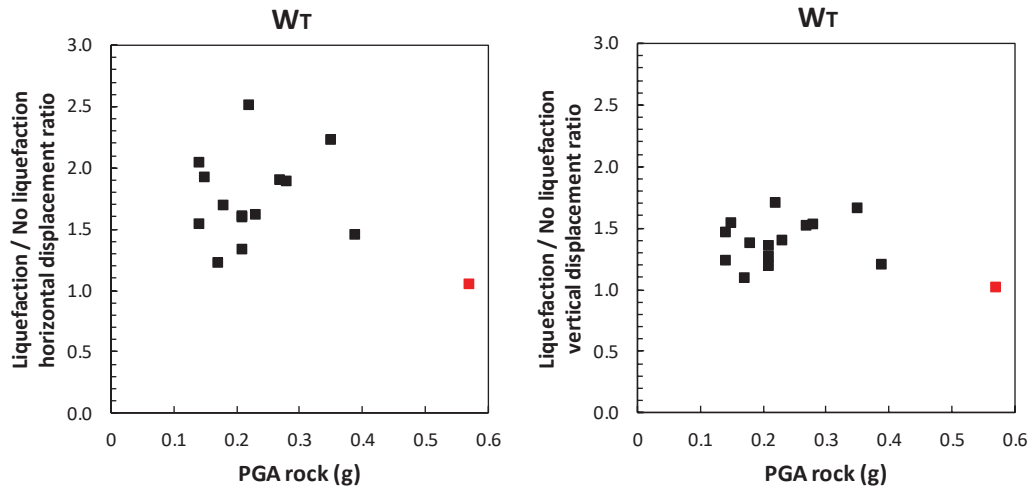 WT
Liquefaction / No liquefaction
horizontal displacement ratio
3.0
2.5
2.0
1.5
1.0
0.5
0.0
0 0.1 0.2 0.3 0.4 0.5 0.6
PGA rock (g)
WT
Liquefaction / No liquefaction
vertical displacement ratio
3.0
2.5
2.0
1.5
1.0
0.5
0.0
0 0.1 0.2 0.3 0.4 0.5 0.6
PGA rock (g)